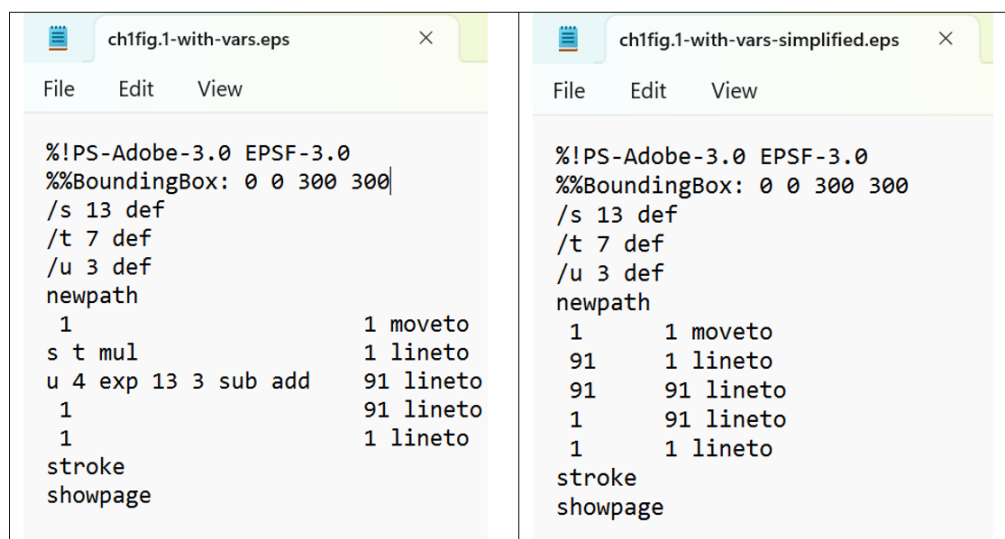 ch1fig.1-with-vars.eps
File Edit View
%!PS-Adobe-3.0 EPSF-3.0
%%BoundingBox: 0 0 300 300
/s 13 def
/t 7 def
/u 3 def
newpath
1 1 moveto
s t mul 1 lineto
u 4 exp 13 3 sub add 91 lineto
1 91 lineto
1 1 lineto
stroke
showpage
ch1fig.1-with-vars-simplified.eps
File Edit View
%!PS-Adobe-3.0 EPSF-3.0
%%BoundingBox: 0 0 300 300
/s 13 def
/t 7 def
/u 3 def
newpath
1 1 moveto
91 1 lineto
91 91 lineto
1 91 lineto
1 1 lineto
stroke
showpage